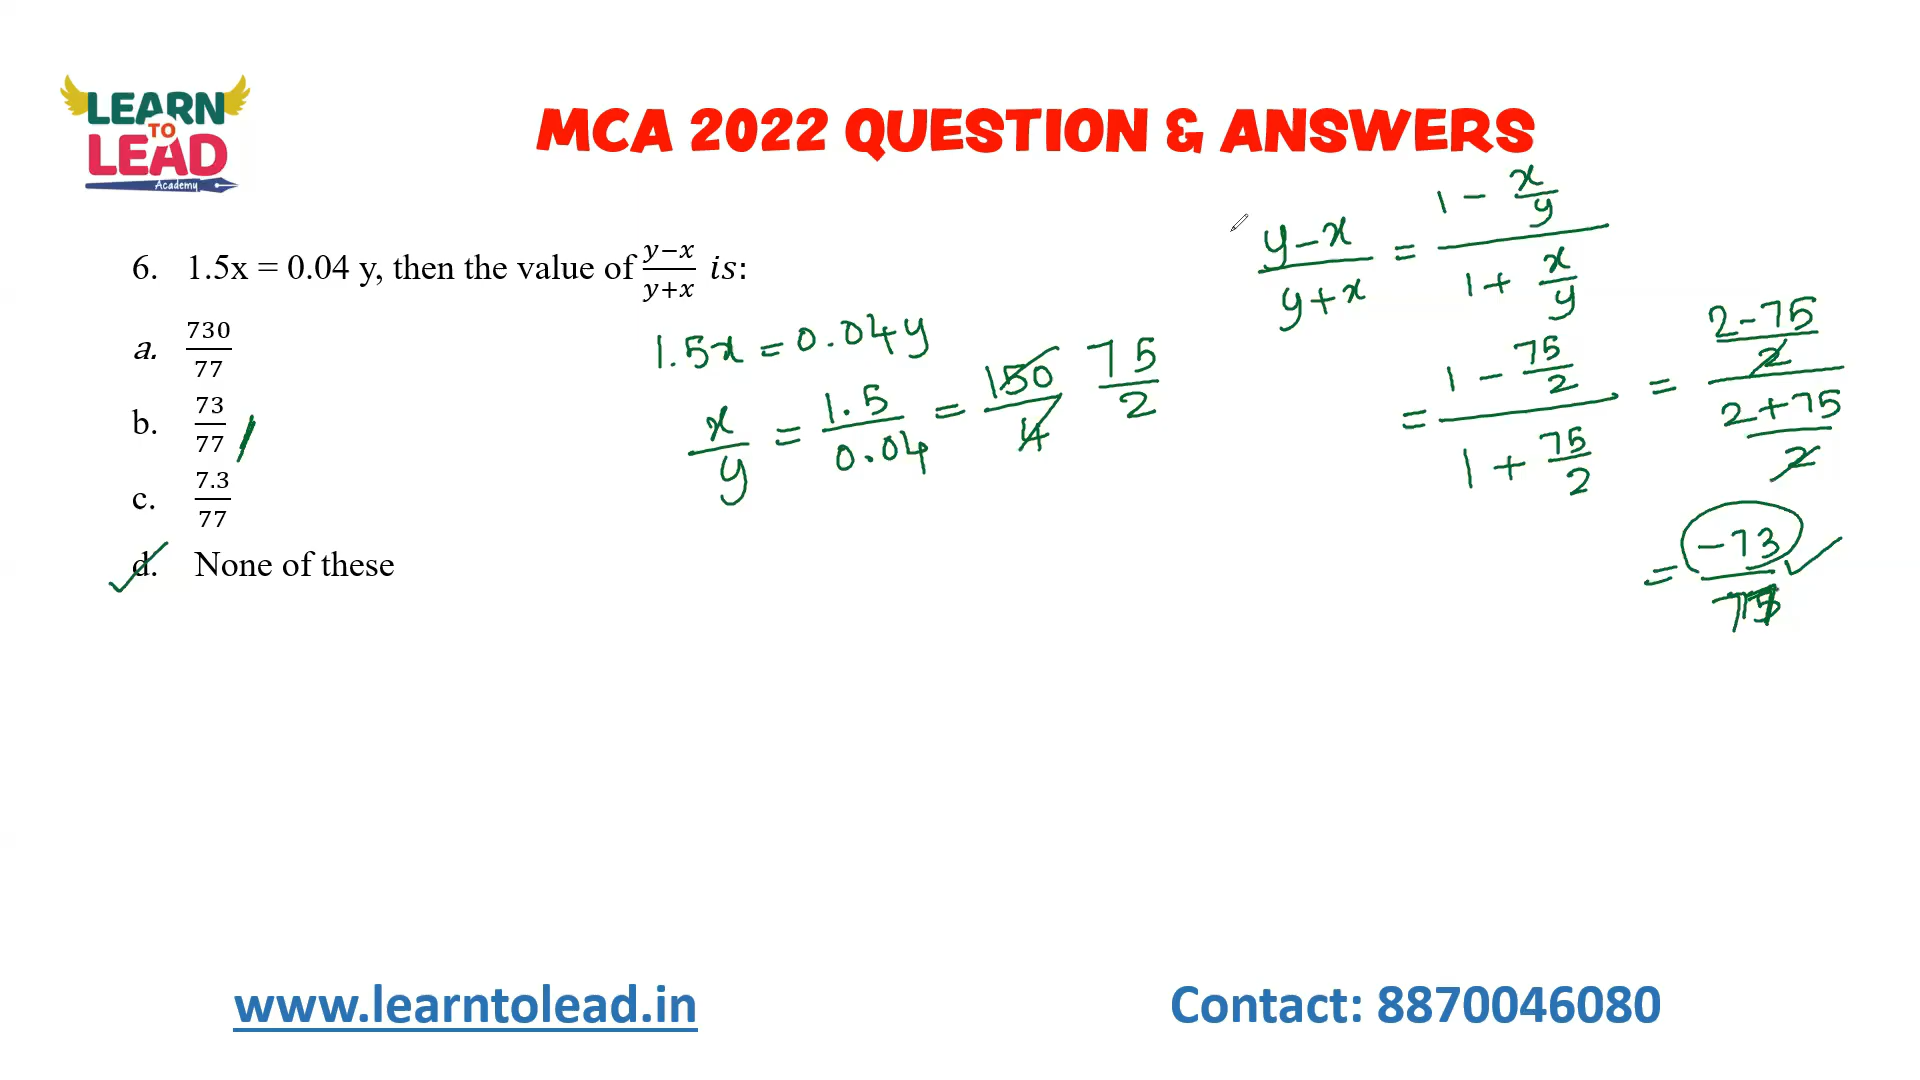 LEARN
TO
LEAD
Academy
MCA 2022 QUESTION & ANSWERS
6. 1.5x = 0.04 y, then the value of (y−x)/(y+x) is:
a. 730/77
b. 73/77
c. 7.3/77
d. None of these
1.5x = 0.04y
x/y = 1.5/0.04 = 150/4 75/2
(y−x)/(y+x) = (1 − x/y)/(1 + x/y)
= (1 − 75/2)/(1 + 75/2) = ((2−75)/2)/((2+75)/2)
= −73/77
www.learntolead.in
Contact: 8870046080